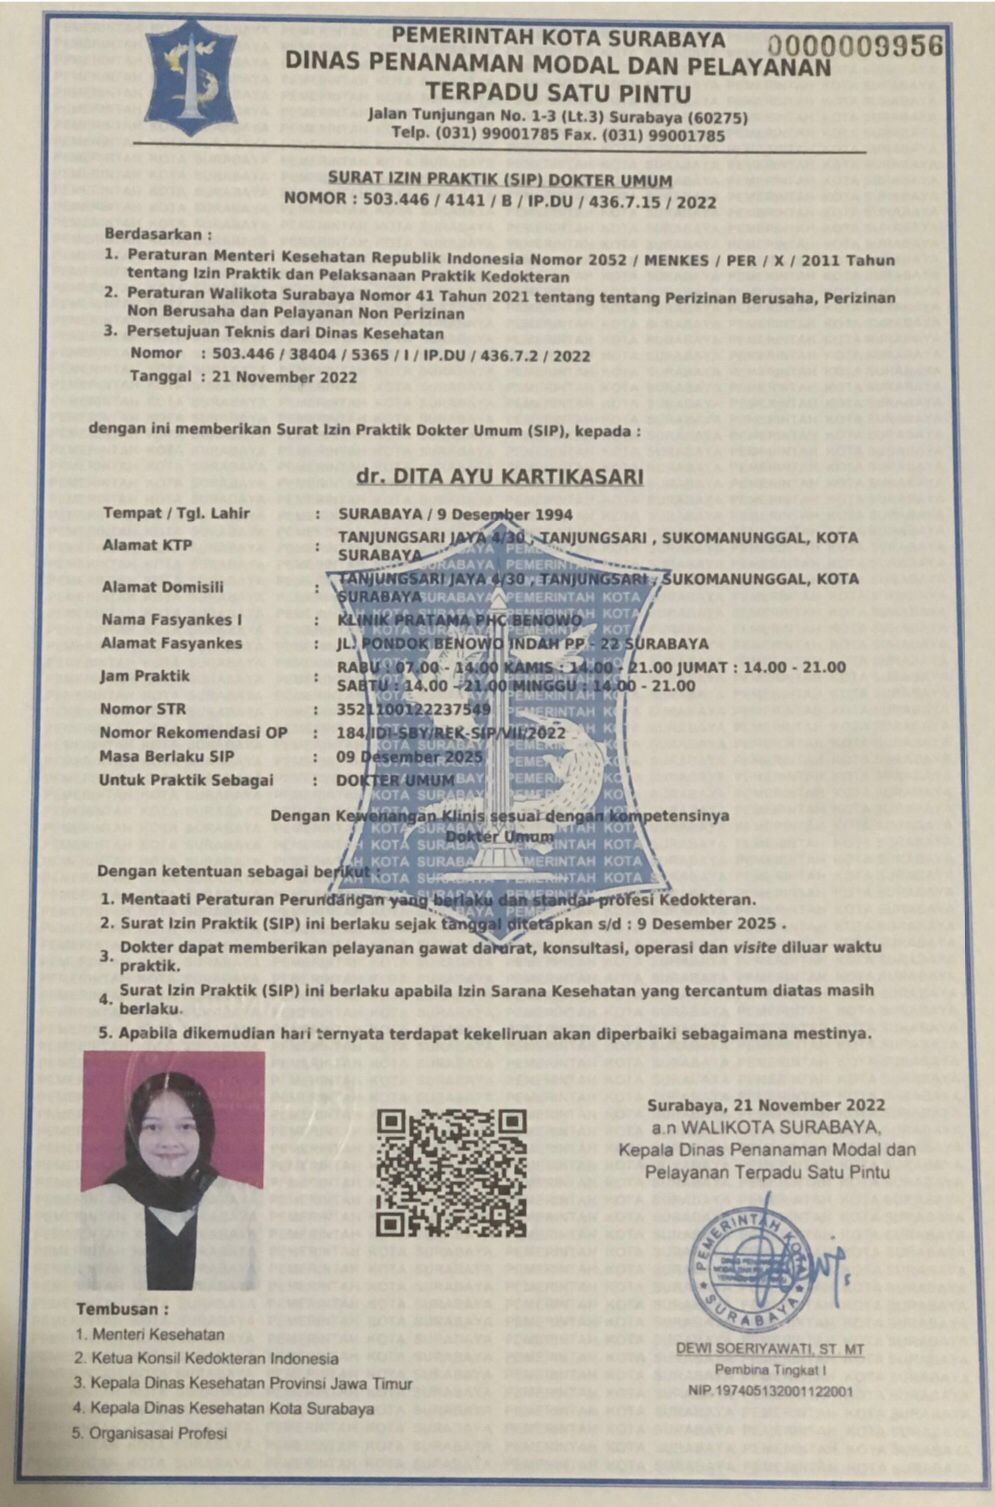 PEMERINTAH KOTA SURABAYA
0000009956
DINAS PENANAMAN MODAL DAN PELAYANAN
TERPADU SATU PINTU
Jalan Tunjungan No. 1-3 (Lt.3) Surabaya (60275)
Telp. (031) 99001785 Fax. (031) 99001785
SURAT IZIN PRAKTIK (SIP) DOKTER UMUM
NOMOR : 503.446 / 4141 / B / IP.DU / 436.7.15 / 2022
Berdasarkan :
1. Peraturan Menteri Kesehatan Republik Indonesia Nomor 2052 / MENKES / PER / X / 2011 Tahun
tentang Izin Praktik dan Pelaksanaan Praktik Kedokteran
2. Peraturan Walikota Surabaya Nomor 41 Tahun 2021 tentang tentang Perizinan Berusaha, Perizinan
Non Berusaha dan Pelayanan Non Perizinan
3. Persetujuan Teknis dari Dinas Kesehatan
Nomor : 503.446 / 38404 / 5365 / I / IP.DU / 436.7.2 / 2022
Tanggal : 21 November 2022
dengan ini memberikan Surat Izin Praktik Dokter Umum (SIP), kepada :
dr. DITA AYU KARTIKASARI
Tempat / Tgl. Lahir : SURABAYA / 9 Desember 1994
Alamat KTP : TANJUNGSARI JAYA 4/30 , TANJUNGSARI , SUKOMANUNGGAL, KOTA
SURABAYA
Alamat Domisili : TANJUNGSARI JAYA 4/30 , TANJUNGSARI , SUKOMANUNGGAL, KOTA
SURABAYA
Nama Fasyankes I : KLINIK PRATAMA PHC BENOWO
Alamat Fasyankes : JL. PONDOK BENOWO INDAH PP - 22 SURABAYA
Jam Praktik : RABU : 07.00 - 14.00 KAMIS : 14.00 - 21.00 JUMAT : 14.00 - 21.00
SABTU : 14.00 - 21.00 MINGGU : 14.00 - 21.00
Nomor STR : 3521100122237549
Nomor Rekomendasi OP : 184/IDI-SBY/REK-SIP/VII/2022
Masa Berlaku SIP : 09 Desember 2025
Untuk Praktik Sebagai : DOKTER UMUM
Dengan Kewenangan Klinis sesuai dengan kompetensinya
Dokter Umum
Dengan ketentuan sebagai berikut :
1. Mentaati Peraturan Perundangan yang berlaku dan standar profesi Kedokteran.
2. Surat Izin Praktik (SIP) ini berlaku sejak tanggal ditetapkan s/d : 9 Desember 2025 .
3. Dokter dapat memberikan pelayanan gawat darurat, konsultasi, operasi dan visite diluar waktu
praktik.
4. Surat Izin Praktik (SIP) ini berlaku apabila Izin Sarana Kesehatan yang tercantum diatas masih
berlaku.
5. Apabila dikemudian hari ternyata terdapat kekeliruan akan diperbaiki sebagaimana mestinya.
Surabaya, 21 November 2022
a.n WALIKOTA SURABAYA,
Kepala Dinas Penanaman Modal dan
Pelayanan Terpadu Satu Pintu
PEMERINTAH KOTA
SURABAYA
DEWI SOERIYAWATI, ST MT
Pembina Tingkat I
NIP.197405132001122001
Tembusan :
1. Menteri Kesehatan
2. Ketua Konsil Kedokteran Indonesia
3. Kepala Dinas Kesehatan Provinsi Jawa Timur
4. Kepala Dinas Kesehatan Kota Surabaya
5. Organisasai Profesi